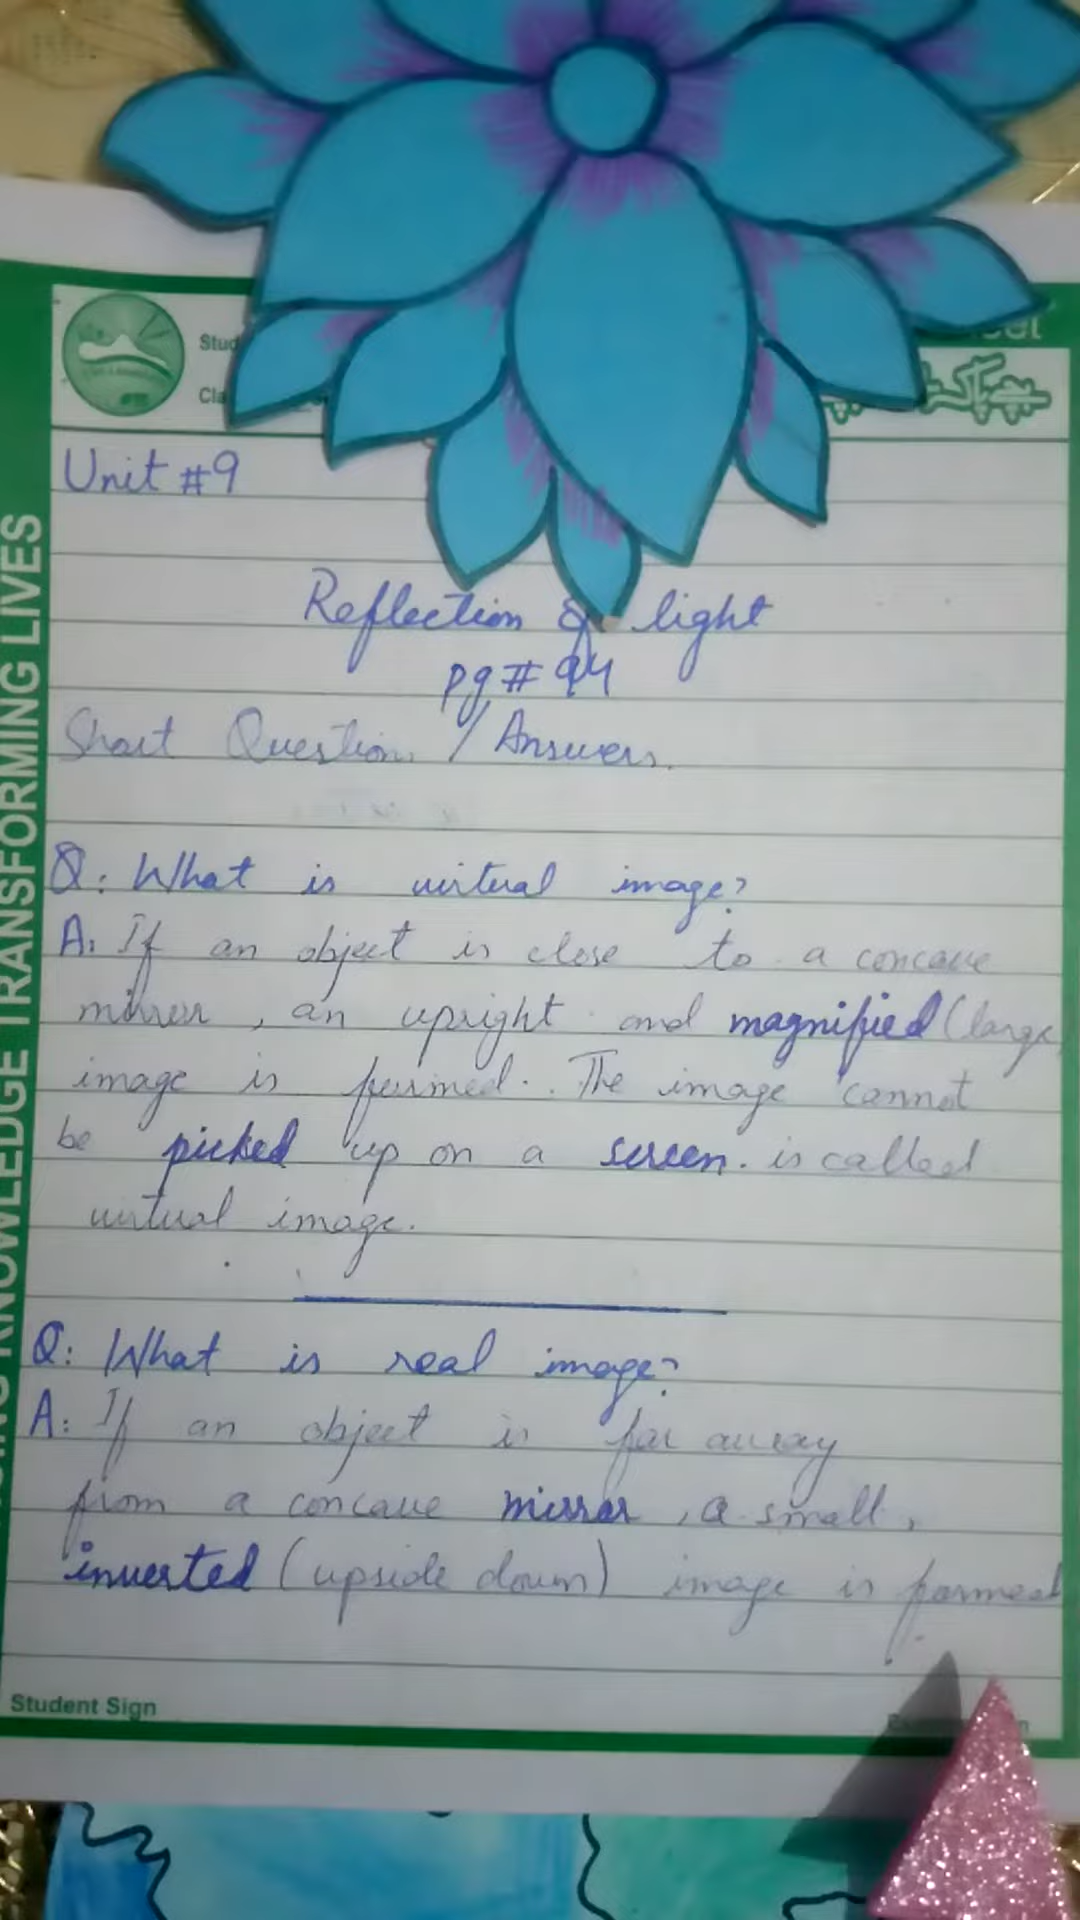 Stud
Cla
Unit #9
Reflection of light
pg # 94
Short Questions / Answers.
Q: What is virtual image?
A: If an object is close to a concave
mirror, an upright and magnified (large
image is formed. The image cannot
be picked up on a screen. is called
virtual image.
Q: What is real image?
A: If an object is far away
from a concave mirror, a small,
inverted (upside down) image is formed
Student Sign
KNOWLEDGE TRANSFORMING LIVES